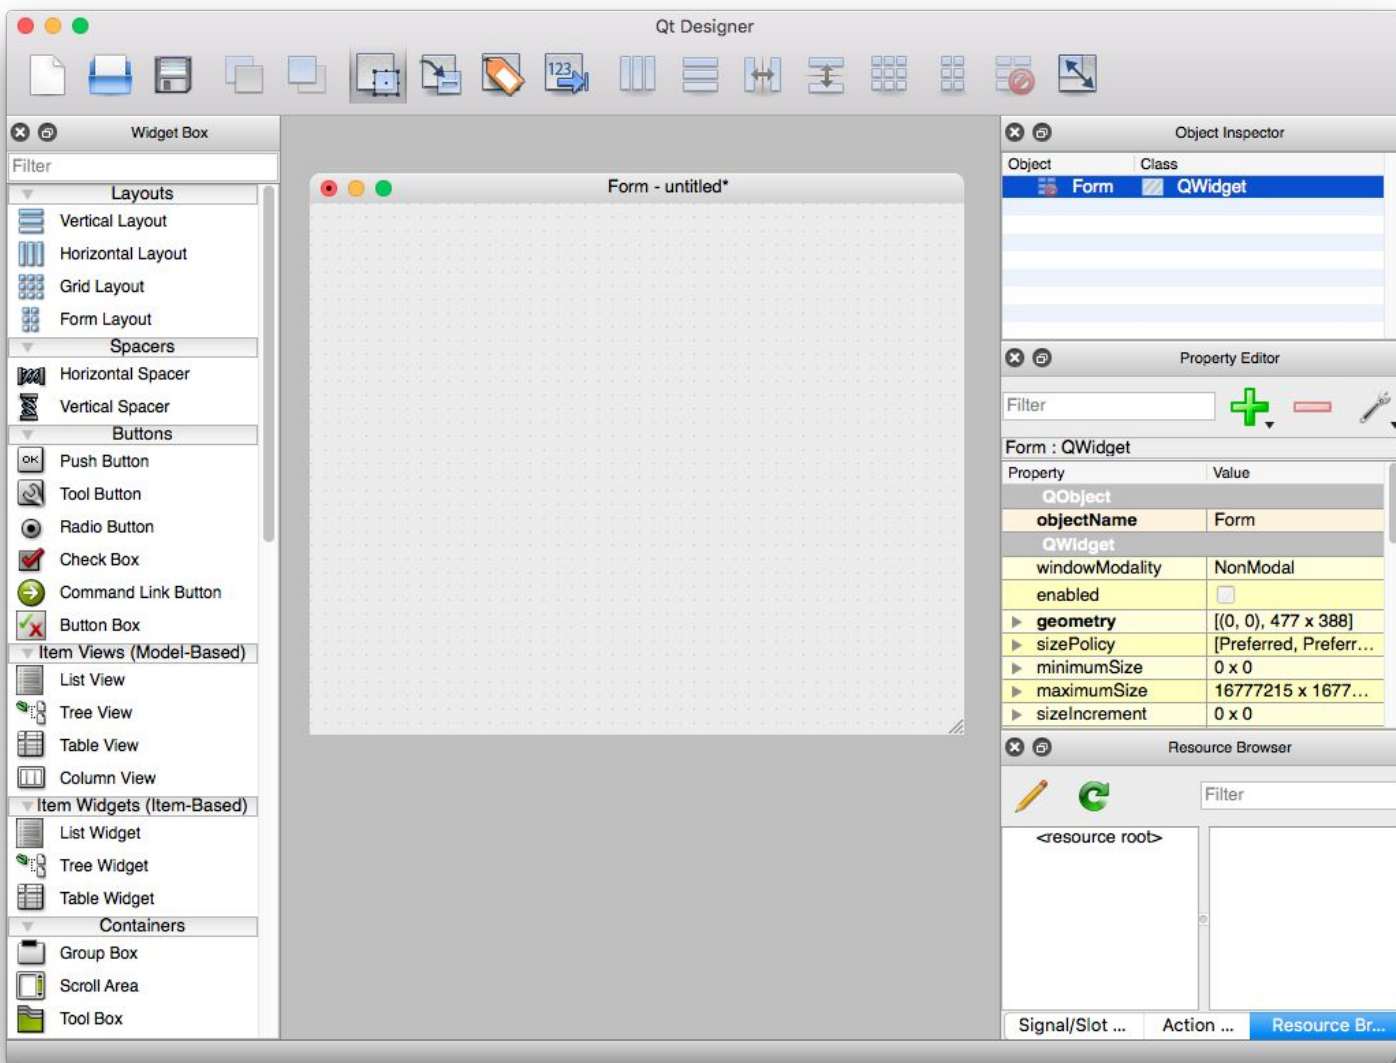 Qt Designer
123
Widget Box
Filter
Layouts
Vertical Layout
Horizontal Layout
Grid Layout
Form Layout
Spacers
Horizontal Spacer
Vertical Spacer
Buttons
OK Push Button
Tool Button
Radio Button
Check Box
Command Link Button
Button Box
Item Views (Model-Based)
List View
Tree View
Table View
Column View
Item Widgets (Item-Based)
List Widget
Tree Widget
Table Widget
Containers
Group Box
Scroll Area
Tool Box
Form - untitled*
Object Inspector
Object Class
Form QWidget
Property Editor
Filter
Form : QWidget
Property Value
QObject
objectName Form
QWidget
windowModality NonModal
enabled
geometry [(0, 0), 477 x 388]
sizePolicy [Preferred, Preferr...
minimumSize 0 x 0
maximumSize 16777215 x 1677...
sizeIncrement 0 x 0
Resource Browser
Filter
<resource root>
Signal/Slot ... Action ... Resource Br...